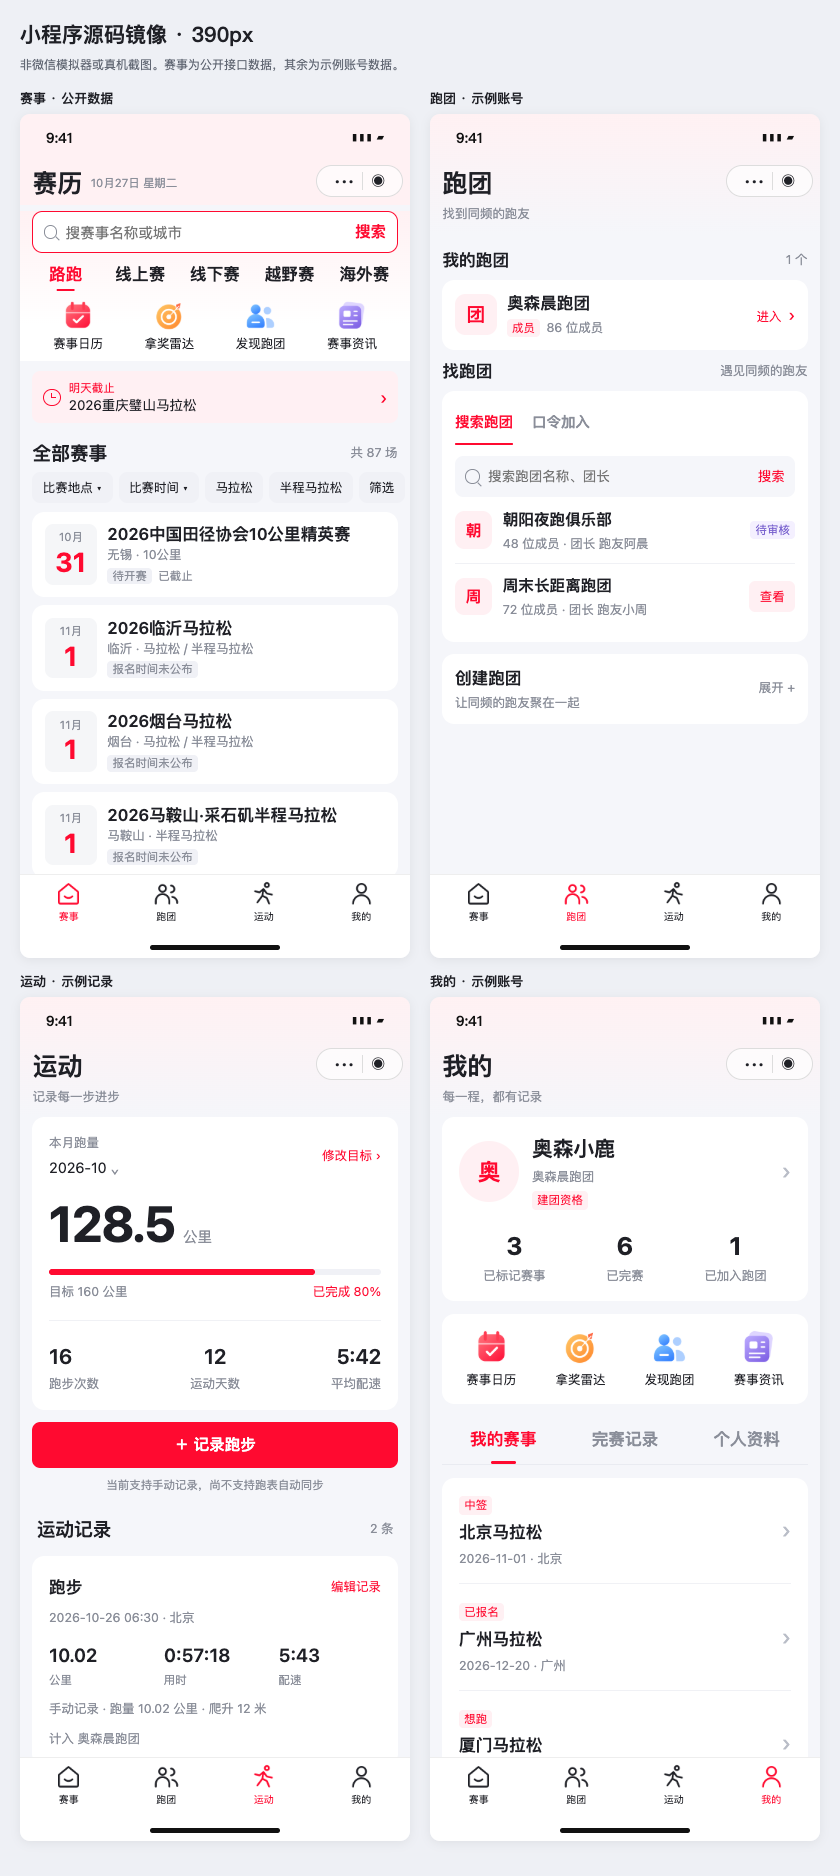 小程序源码镜像 · 390px
非微信模拟器或真机截图。赛事为公开接口数据，其余为示例账号数据。
赛事 · 公开数据
9:41
赛历 10月27日 星期二
搜赛事名称或城市 搜索
路跑 线上赛 线下赛 越野赛 海外赛
赛事日历 拿奖雷达 发现跑团 赛事资讯
明天截止
2026重庆璧山马拉松
全部赛事 共 87 场
比赛地点 比赛时间 马拉松 半程马拉松 筛选
10月
31
2026中国田径协会10公里精英赛
无锡 · 10公里
待开赛 已截止
11月
1
2026临沂马拉松
临沂 · 马拉松 / 半程马拉松
报名时间未公布
11月
1
2026烟台马拉松
烟台 · 马拉松 / 半程马拉松
报名时间未公布
11月
1
2026马鞍山·采石矶半程马拉松
马鞍山 · 半程马拉松
报名时间未公布
赛事 跑团 运动 我的
跑团 · 示例账号
9:41
跑团
找到同频的跑友
我的跑团 1 个
团
奥森晨跑团
成员 86 位成员
进入 ›
找跑团 遇见同频的跑友
搜索跑团 口令加入
搜索跑团名称、团长 搜索
朝
朝阳夜跑俱乐部
48 位成员 · 团长 跑友阿晨
待审核
周
周末长距离跑团
72 位成员 · 团长 跑友小周
查看
创建跑团
让同频的跑友聚在一起
展开 +
赛事 跑团 运动 我的
运动 · 示例记录
9:41
运动
记录每一步进步
本月跑量
2026-10
修改目标 ›
128.5 公里
目标 160 公里 已完成 80%
16 12 5:42
跑步次数 运动天数 平均配速
+ 记录跑步
当前支持手动记录，尚不支持跑表自动同步
运动记录 2 条
跑步 编辑记录
2026-10-26 06:30 · 北京
10.02 0:57:18 5:43
公里 用时 配速
手动记录 · 跑量 10.02 公里 · 爬升 12 米
计入 奥森晨跑团
赛事 跑团 运动 我的
我的 · 示例账号
9:41
我的
每一程，都有记录
奥
奥森小鹿
奥森晨跑团
建团资格
3 6 1
已标记赛事 已完赛 已加入跑团
赛事日历 拿奖雷达 发现跑团 赛事资讯
我的赛事 完赛记录 个人资料
中签
北京马拉松
2026-11-01 · 北京
已报名
广州马拉松
2026-12-20 · 广州
想跑
厦门马拉松
赛事 跑团 运动 我的